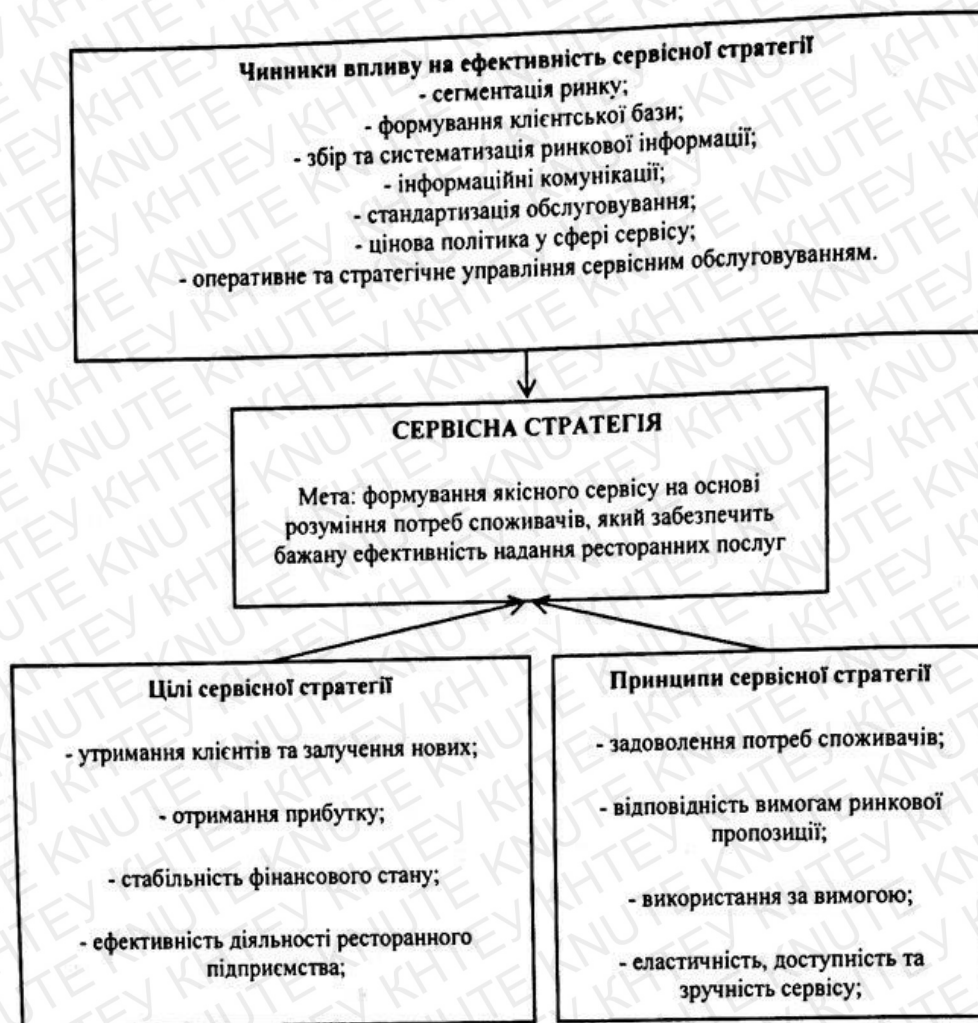 Чинники впливу на ефективність сервісної стратегії
- сегментація ринку;
- формування клієнтської бази;
- збір та систематизація ринкової інформації;
- інформаційні комунікації;
- стандартизація обслуговування;
- цінова політика у сфері сервісу;
- оперативне та стратегічне управління сервісним обслуговуванням.
СЕРВІСНА СТРАТЕГІЯ
Мета: формування якісного сервісу на основі
розуміння потреб споживачів, який забезпечить
бажану ефективність надання ресторанних послуг
Цілі сервісної стратегії
- утримання клієнтів та залучення нових;
- отримання прибутку;
- стабільність фінансового стану;
- ефективність діяльності ресторанного
підприємства;
Принципи сервісної стратегії
- задоволення потреб споживачів;
- відповідність вимогам ринкової
пропозиції;
- використання за вимогою;
- еластичність, доступність та
зручність сервісу;